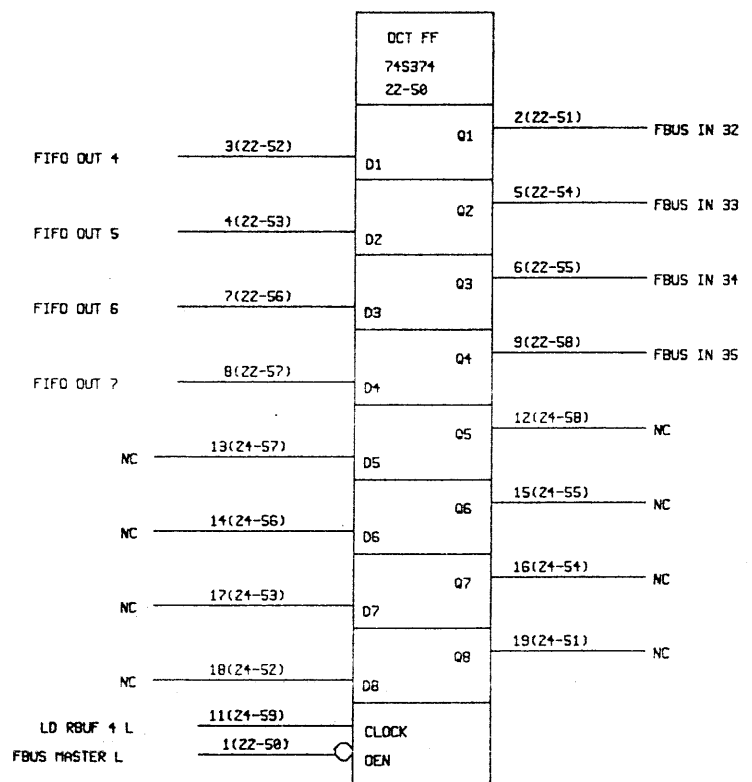 OCT FF
74S374
22-50
2(22-51)
Q1
FBUS IN 32
3(22-52)
FIFO OUT 4
D1
5(22-54)
Q2
FBUS IN 33
4(22-53)
FIFO OUT 5
D2
6(22-55)
Q3
FBUS IN 34
7(22-56)
FIFO OUT 6
D3
9(22-58)
Q4
FBUS IN 35
8(22-57)
FIFO OUT 7
D4
12(24-58)
Q5
NC
13(24-57)
NC
D5
15(24-55)
Q6
NC
14(24-56)
NC
D6
16(24-54)
Q7
NC
17(24-53)
NC
D7
19(24-51)
Q8
NC
18(24-52)
NC
D8
11(24-59)
LD RBUF 4 L
CLOCK
1(22-50)
FBUS MASTER L
OEN